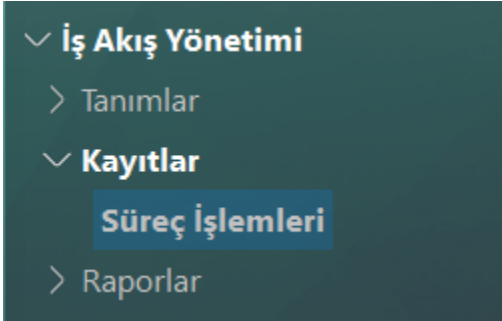 İş Akış Yönetimi
Tanımlar
Kayıtlar
Süreç İşlemleri
Raporlar